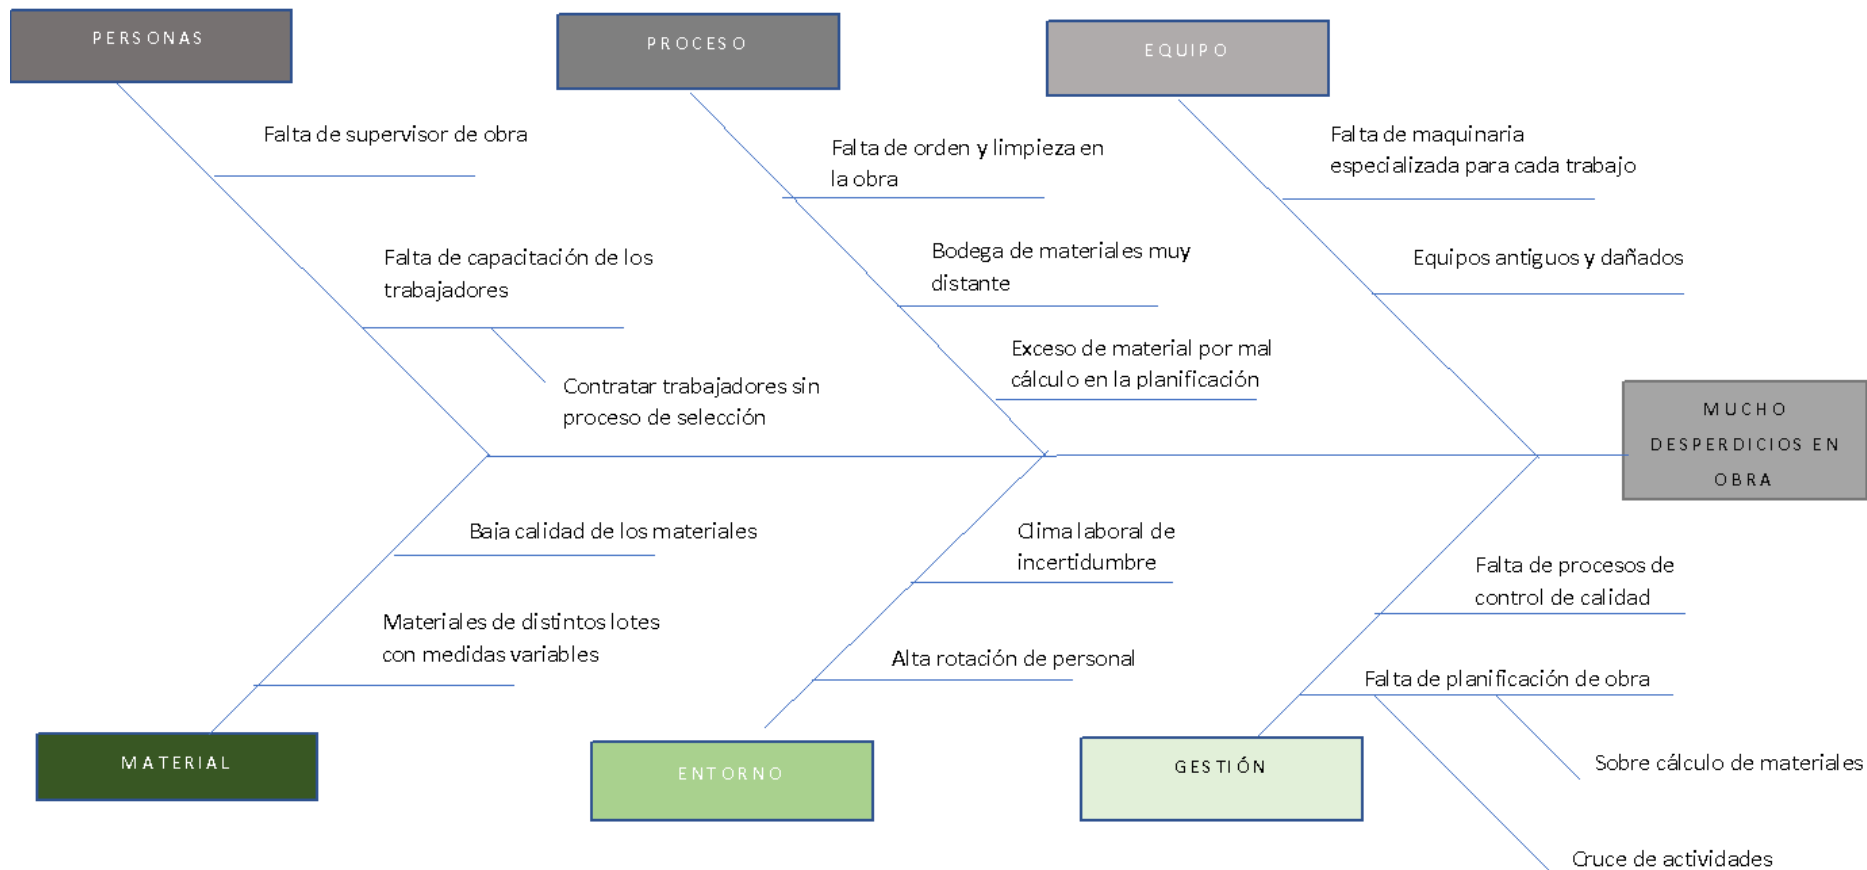 PERSONAS
PROCESO
EQUIPO
Falta de supervisor de obra
Falta de orden y limpieza en
la obra
Falta de maquinaria
especializada para cada trabajo
Falta de capacitación de los
trabajadores
Bodega de materiales muy
distante
Equipos antiguos y dañados
Contratar trabajadores sin
proceso de selección
Exceso de material por mal
cálculo en la planificación
MUCHO
DESPERDICIOS EN
OBRA
Baja calidad de los materiales
Clima laboral de
incertidumbre
Falta de procesos de
control de calidad
Materiales de distintos lotes
con medidas variables
Alta rotación de personal
Falta de planificación de obra
Sobre cálculo de materiales
Cruce de actividades
MATERIAL
ENTORNO
GESTIÓN